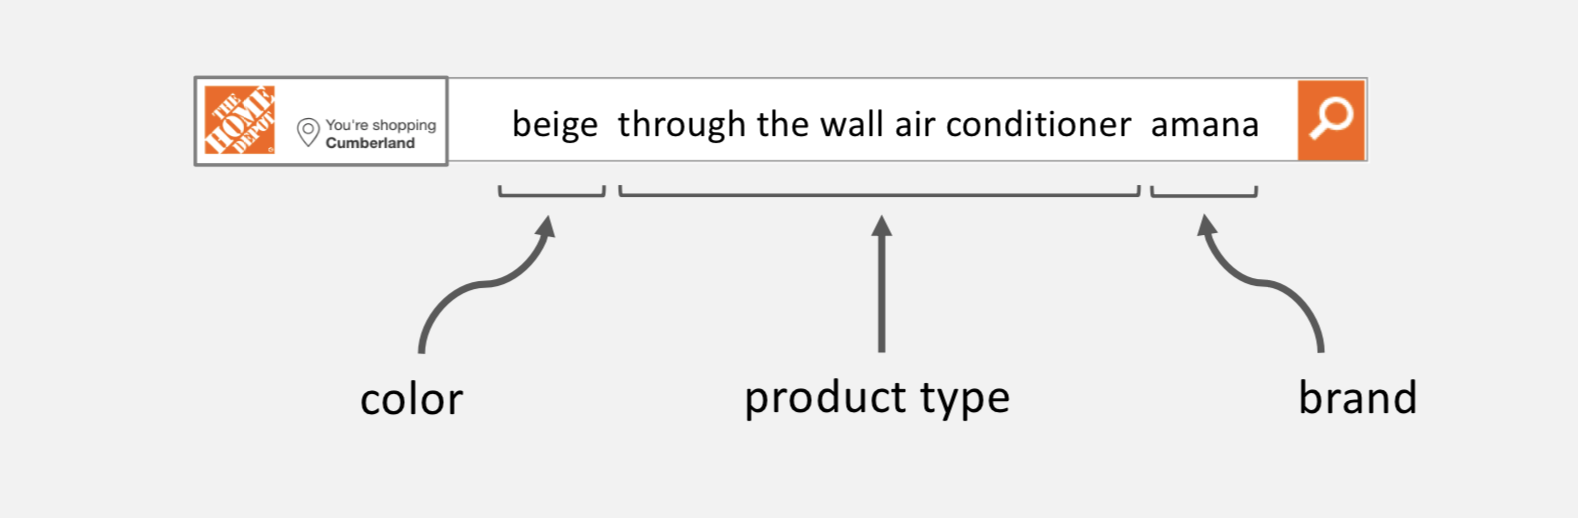 THE
HOME
DEPOT
You're shopping
Cumberland
beige through the wall air conditioner amana
color
product type
brand